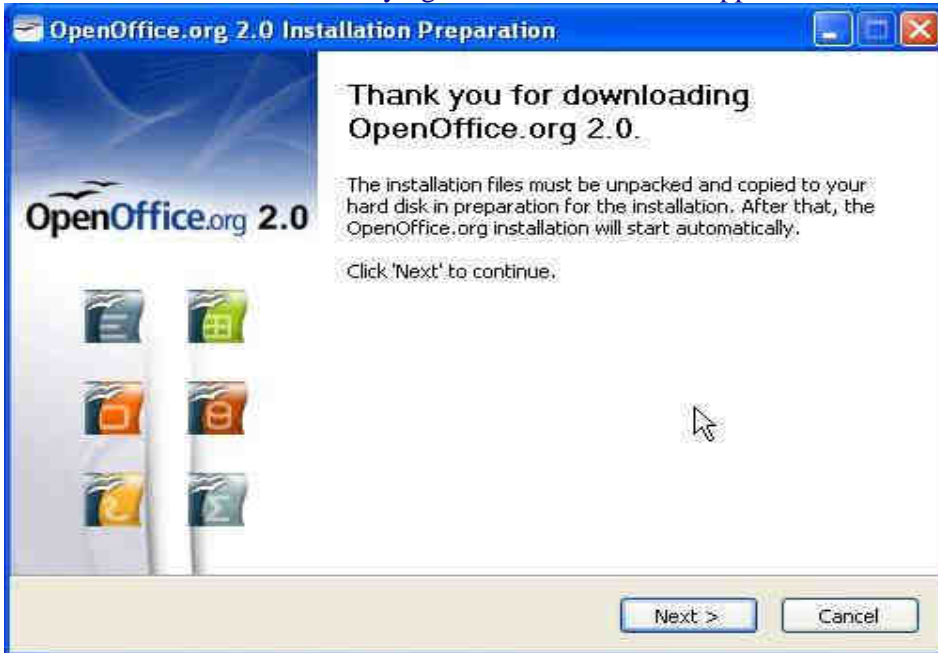 OpenOffice.org 2.0 Installation Preparation
Thank you for downloading
OpenOffice.org 2.0.
The installation files must be unpacked and copied to your
hard disk in preparation for the installation. After that, the
OpenOffice.org installation will start automatically.
Click 'Next' to continue.
OpenOffice.org 2.0
Next >
Cancel